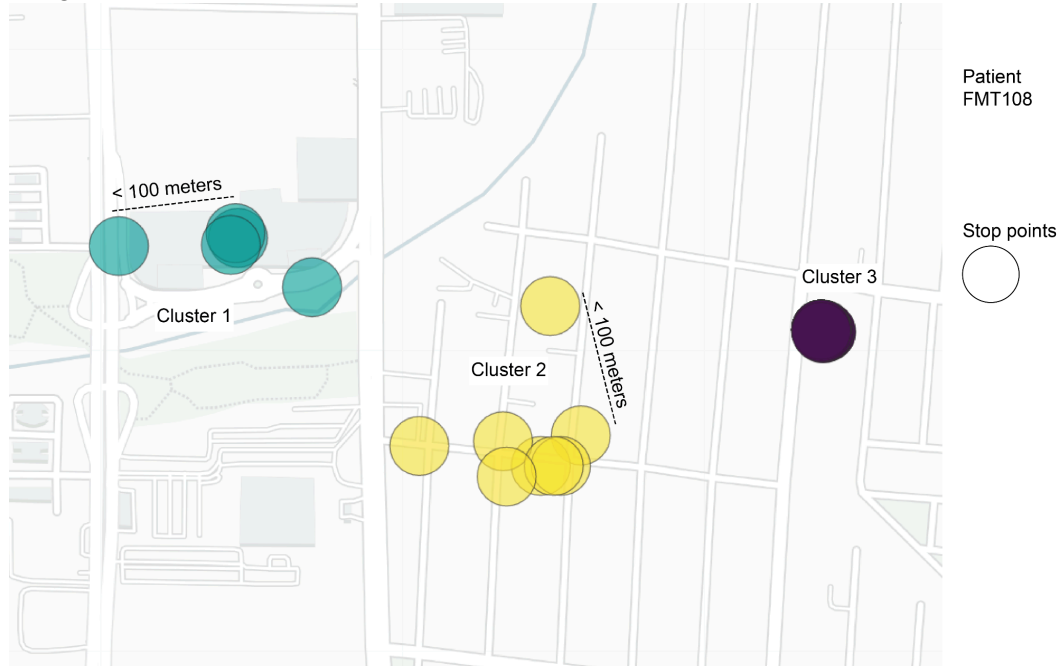 Patient
FMT108
< 100 meters
Stop points
Cluster 3
Cluster 1
< 100 meters
Cluster 2